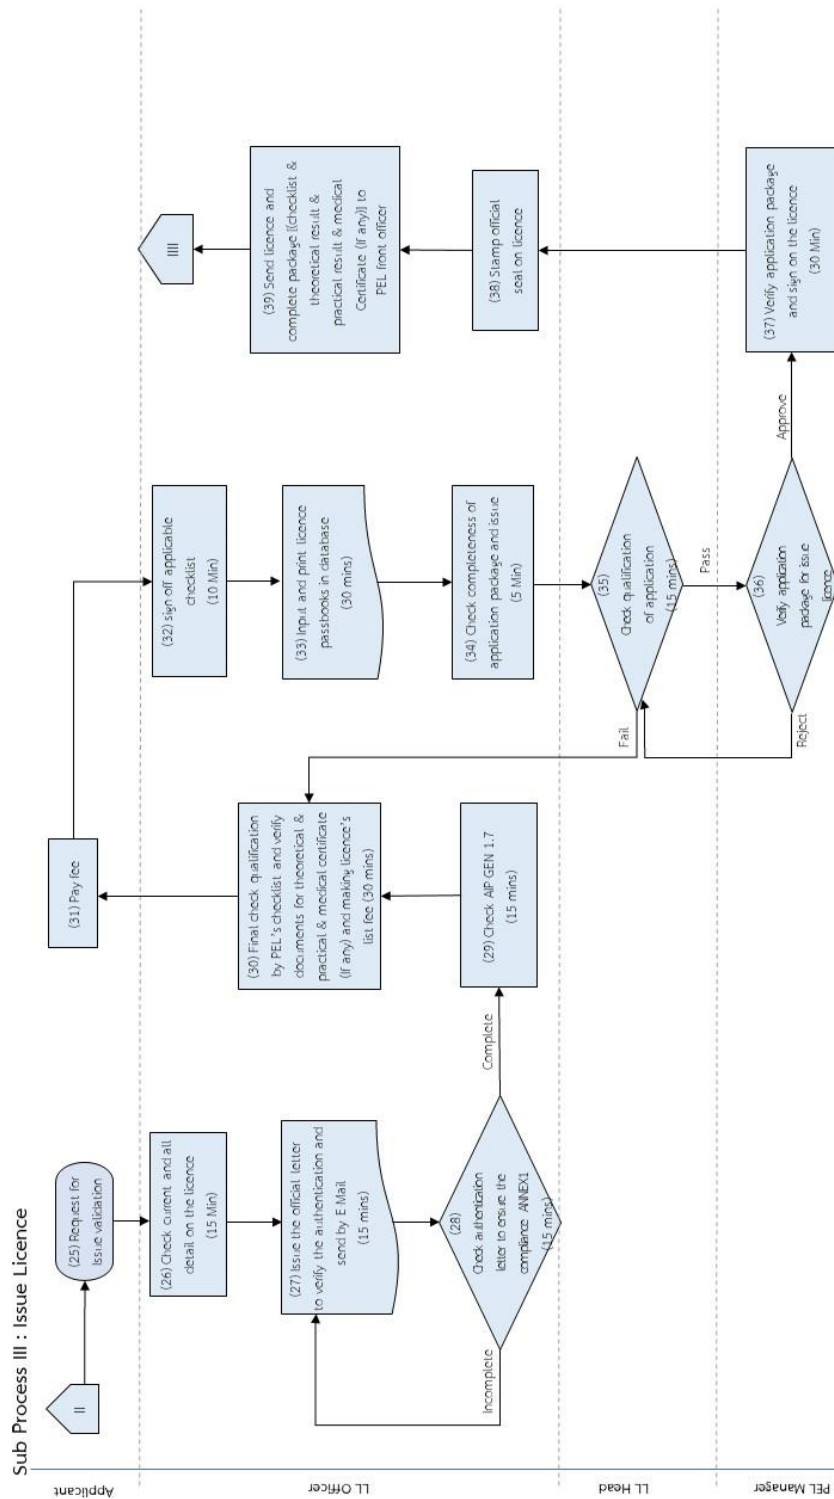 Sub Process III : Issue Licence
Applicant
II
(25) Request for
Issue validation
(31) Pay fee
LL Officer
(26) Check current and all
detail on the licence
(15 Min)
(27) Issue the official letter
to verify the authentication and
send by E Mail
(15 mins)
(28)
Check authentication
letter to ensure the
compliance ANNEX1
(15 mins)
Incomplete
Complete
(29) Check AIP GEN 1.7
(15 mins)
(30) Final check qualification
by PEL's checklist and verify
documents for theoretical &
practical & medical certificate
(If any) and making licence's
list fee (30 mins)
(32) sign off applicable
checklist
(10 Min)
(33) Input and print licence
passbooks in database
(30 mins)
(34) Check completeness of
application package and issue
(5 Min)
IIII
(39) Send licence and
complete package [(checklist &
theoretical result &
practical result & medical
Certificate (If any)] to
PEL front officer
(38) Stamp official
seal on licence
LL Head
(35)
Check qualification
of application
(15 mins)
Fail
Pass
PEL Manager
(36)
Verify application
package for issue
licence
Reject
Approve
(37) Verify application package
and sign on the licence
(30 Min)